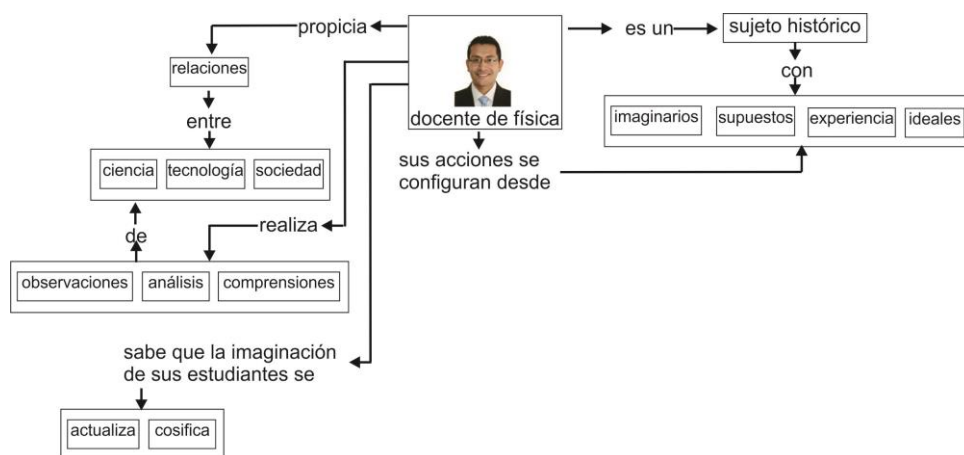 propicia
es un
sujeto histórico
relaciones
con
docente de física
imaginarios
supuestos
experiencia
ideales
entre
sus acciones se
configuran desde
ciencia
tecnología
sociedad
de
realiza
observaciones
análisis
comprensiones
sabe que la imaginación
de sus estudiantes se
actualiza
cosifica